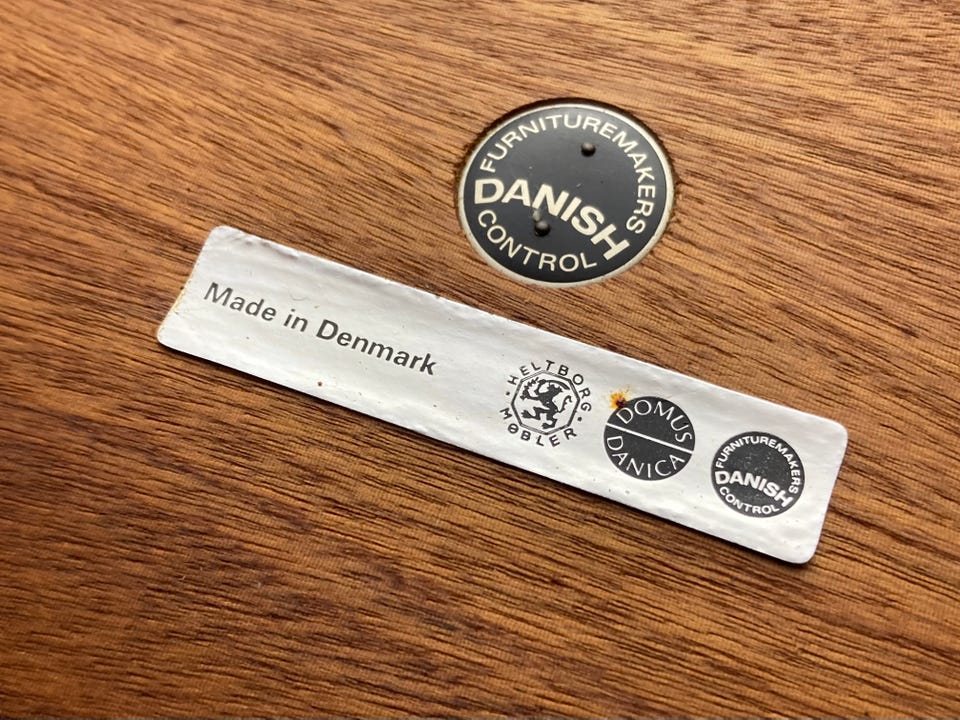 FURNITUREMAKERS
DANISH
CONTROL
Made in Denmark
HELTBORG
MØBLER
DOMUS
DANICA
FURNITUREMAKERS
DANISH
CONTROL